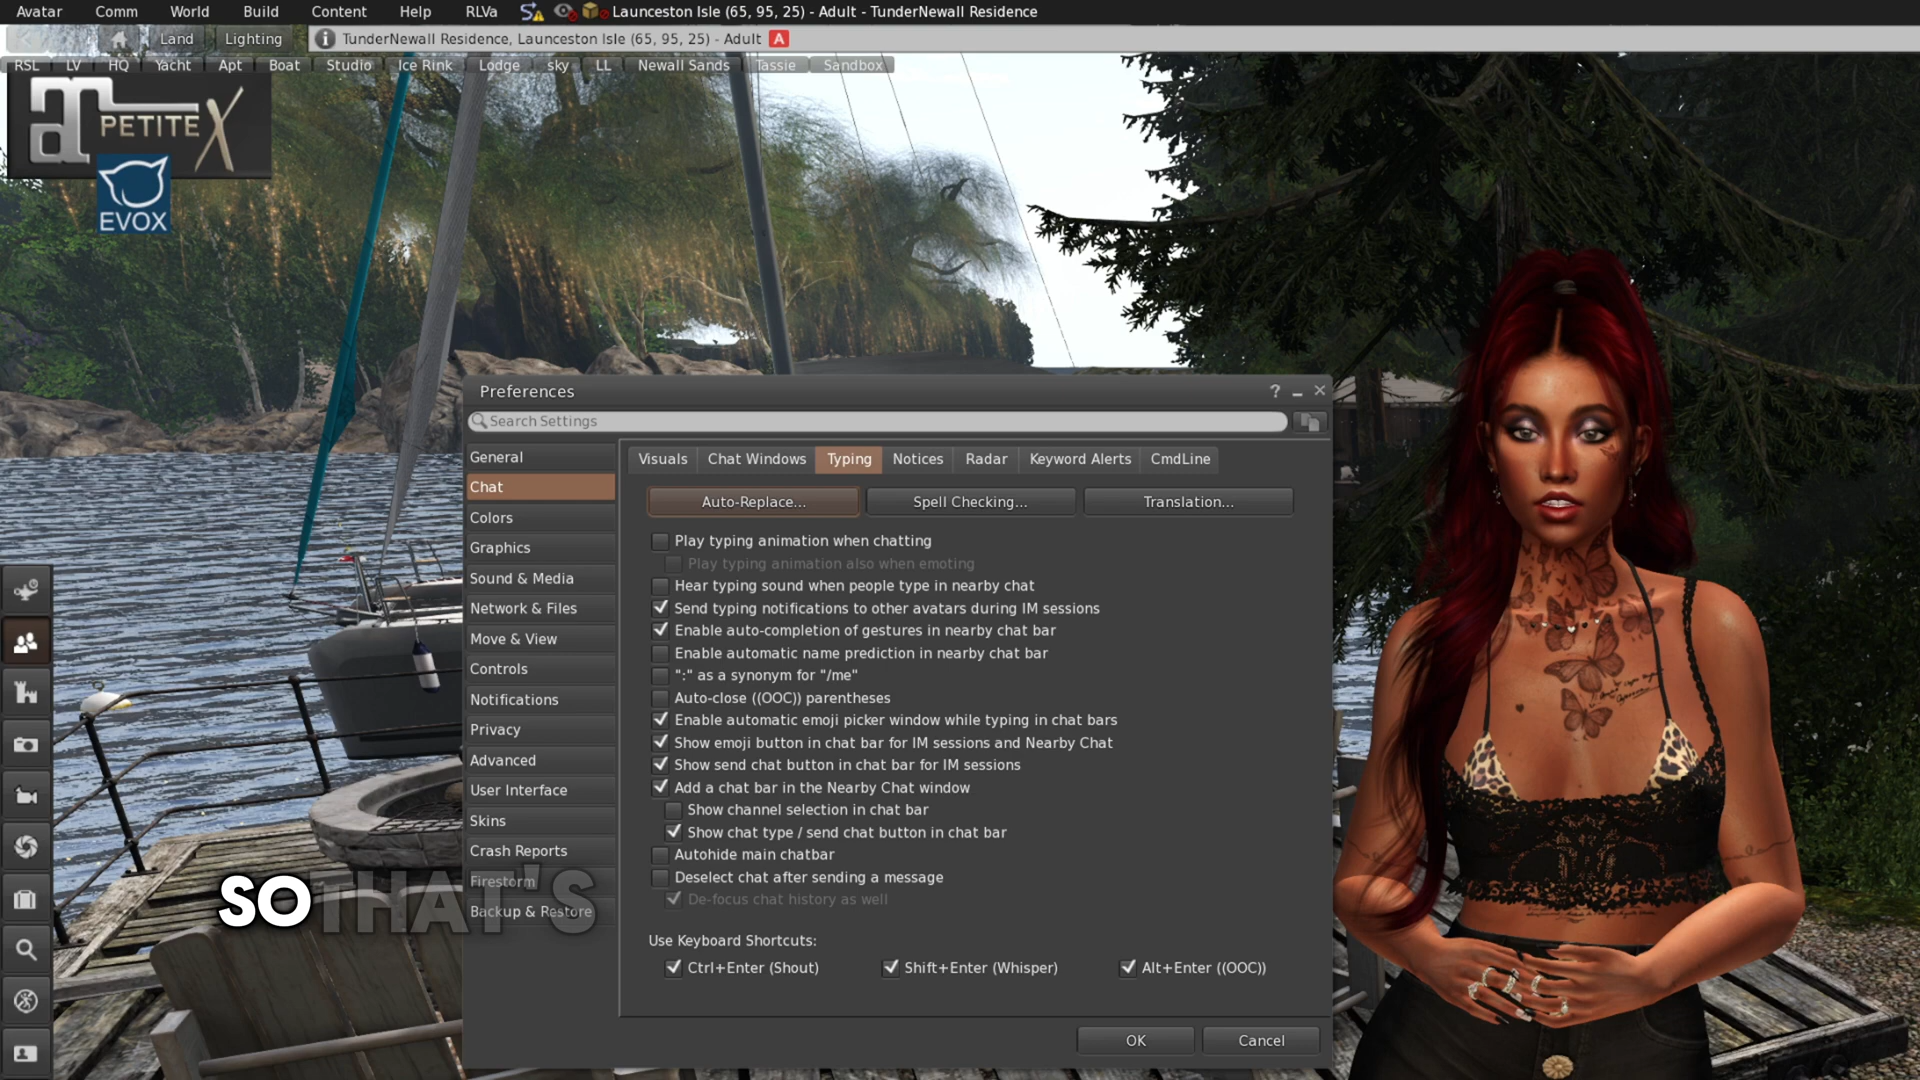 Avatar Comm World Build Content Help RLVa Launceston Isle (65, 95, 25) - Adult - TunderNewall Residence
Land Lighting TunderNewall Residence, Launceston Isle (65, 95, 25) - Adult A
RSL LV HQ Yacht Apt Boat Studio Ice Rink Lodge sky LL Newall Sands Tassie Sandbox
PETITE X
EVOX
Preferences
Search Settings
General
Chat
Colors
Graphics
Sound & Media
Network & Files
Move & View
Controls
Notifications
Privacy
Advanced
User Interface
Skins
Crash Reports
Firestorm
Backup & Restore
Visuals Chat Windows Typing Notices Radar Keyword Alerts CmdLine
Auto-Replace... Spell Checking... Translation...
Play typing animation when chatting
Play typing animation also when emoting
Hear typing sound when people type in nearby chat
Send typing notifications to other avatars during IM sessions
Enable auto-completion of gestures in nearby chat bar
Enable automatic name prediction in nearby chat bar
":" as a synonym for "/me"
Auto-close ((OOC)) parentheses
Enable automatic emoji picker window while typing in chat bars
Show emoji button in chat bar for IM sessions and Nearby Chat
Show send chat button in chat bar for IM sessions
Add a chat bar in the Nearby Chat window
Show channel selection in chat bar
Show chat type / send chat button in chat bar
Autohide main chatbar
Deselect chat after sending a message
De-focus chat history as well
Use Keyboard Shortcuts:
Ctrl+Enter (Shout) Shift+Enter (Whisper) Alt+Enter ((OOC))
OK Cancel
SO THAT'S